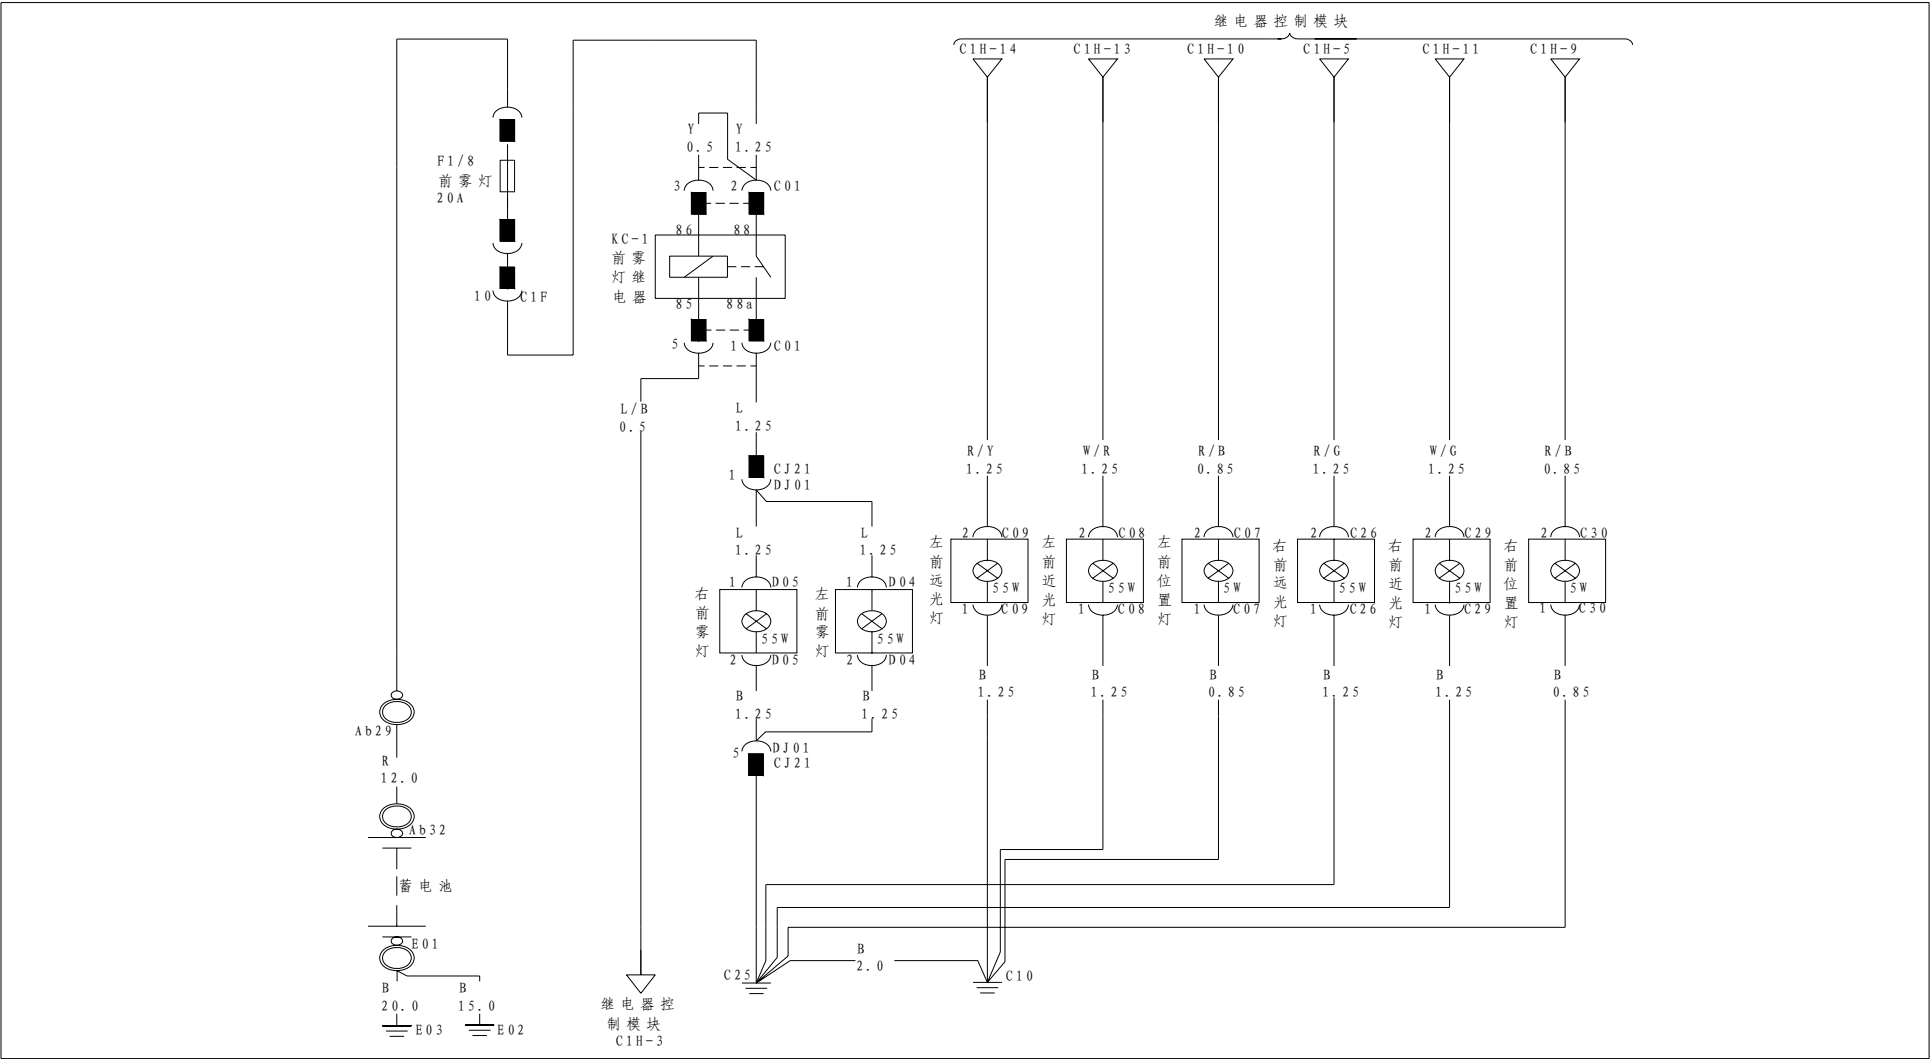 继电器控制模块
C1H-14 C1H-13 C1H-10 C1H-5 C1H-11 C1H-9
Y Y
0.5 1.25
F1/8
前雾灯
20A
3 2 C01
86 88
KC-1
前雾
灯继
电器
10 C1F
85 88a
5 1 C01
L/B L
0.5 1.25
R/Y W/R R/B R/G W/G R/B
1.25 1.25 0.85 1.25 1.25 0.85
1 CJ21
DJ01
L L
1.25 1.25
2 C09 2 C08 2 C07 2 C26 2 C29 2 C30
左前远光灯
左前近光灯
左前位置灯
右前远光灯
右前近光灯
右前位置灯
55W 55W 5W 55W 55W 5W
1 C09 1 C08 1 C07 1 C26 1 C29 1 C30
1 D05 1 D04
右前雾灯
左前雾灯
55W 55W
2 D05 2 D04
B B B B B B
1.25 1.25 0.85 1.25 1.25 0.85
B B
1.25 1.25
Ab29
5 DJ01
CJ21
R
12.0
Ab32
蓄电池
E01
B
2.0
C25 C10
B B
20.0 15.0
E03 E02
继电器控
制模块
C1H-3